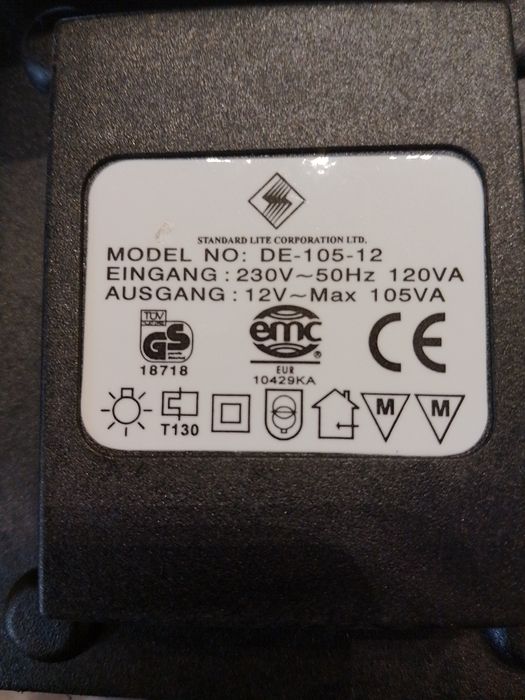 STANDARD LITE CORPORATION LTD.
MODEL NO: DE-105-12
EINGANG : 230V~50Hz 120VA
AUSGANG : 12V~Max 105VA
TÜV
GS
18718
emc
®
EUR
10429KA
CE
T130
M
M